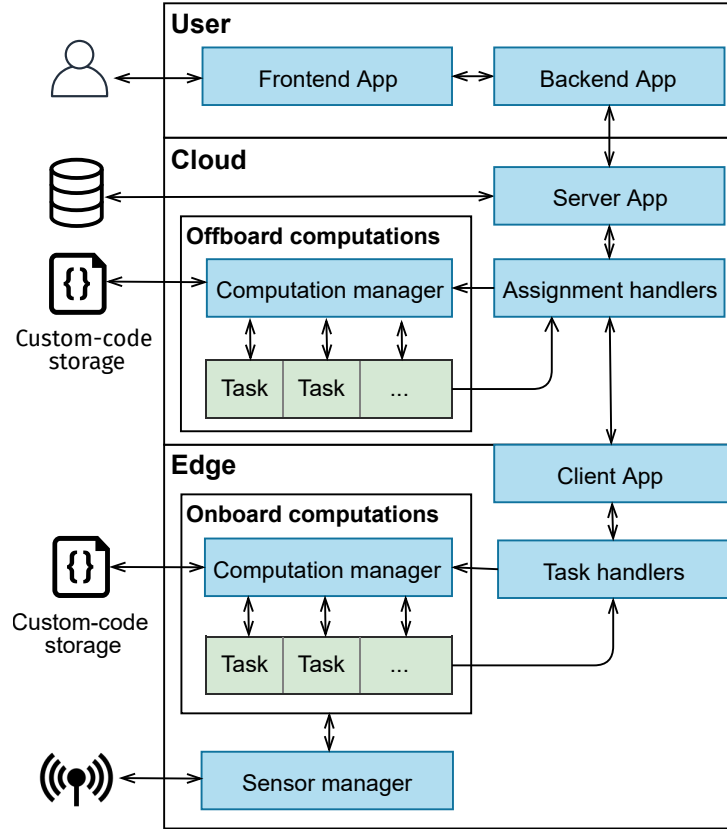 User
Frontend App
Backend App
Cloud
Server App
Offboard computations
{}
Computation manager
Assignment handlers
Custom-code
storage
Task
Task
...
Edge
Client App
Onboard computations
{}
Computation manager
Task handlers
Custom-code
storage
Task
Task
...
Sensor manager